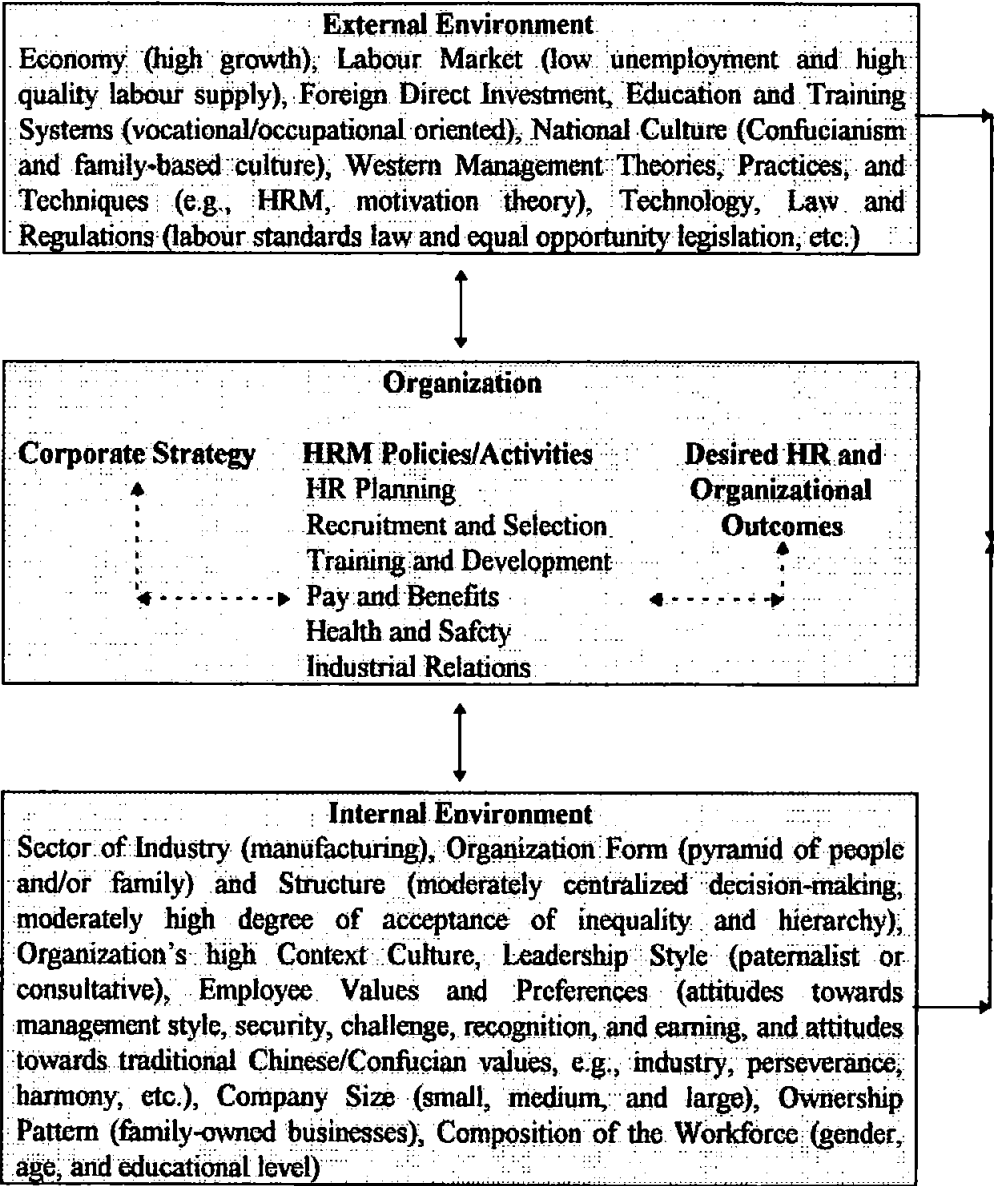 External Environment
Economy (high growth), Labour Market (low unemployment and high
quality labour supply), Foreign Direct Investment, Education and Training
Systems (vocational/occupational oriented), National Culture (Confucianism
and family-based culture), Western Management Theories, Practices, and
Techniques (e.g., HRM, motivation theory), Technology, Law and
Regulations (labour standards law and equal opportunity legislation, etc.)
Organization
Corporate Strategy
HRM Policies/Activities
HR Planning
Recruitment and Selection
Training and Development
Pay and Benefits
Health and Safety
Industrial Relations
Desired HR and
Organizational
Outcomes
Internal Environment
Sector of Industry (manufacturing), Organization Form (pyramid of people
and/or family) and Structure (moderately centralized decision-making,
moderately high degree of acceptance of inequality and hierarchy),
Organization's high Context Culture, Leadership Style (paternalist or
consultative), Employee Values and Preferences (attitudes towards
management style, security, challenge, recognition, and earning, and attitudes
towards traditional Chinese/Confucian values, e.g., industry, perseverance,
harmony, etc.), Company Size (small, medium, and large), Ownership
Pattern (family-owned businesses), Composition of the Workforce (gender,
age, and educational level)